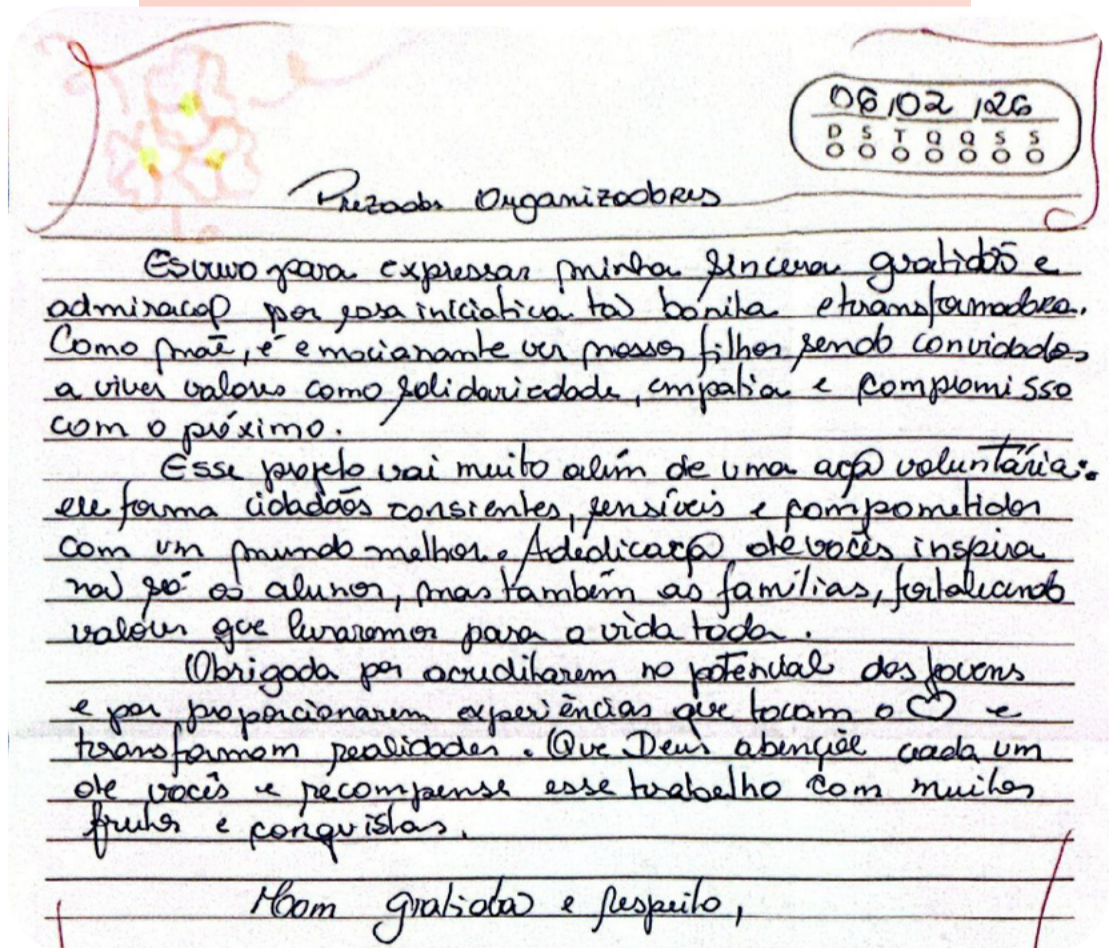 06/02/26
D S T Q Q S S
Prezados Organizadores
Escrevo para expressar minha sincera gratidão e
admiração por essa iniciativa tão bonita e transformadora.
Como mãe, é emocionante ver nossos filhos sendo convidados
a viver valores como solidariedade, empatia e compromisso
com o próximo.
Esse projeto vai muito além de uma ação voluntária:
ele forma cidadãos consientes, sensíveis e compometidos
com um mundo melhor. A dedicação de vocês inspira
não só os alunos, mas também as famílias, fortalecendo
valores que levaremos para a vida toda.
Obrigada por acreditarem no potencial dos jovens
e por proporcionarem experiências que tocam o ♡ e
transformam realidades. Que Deus abençõe cada um
de vocês e recompense esse trabalho com muitos
frutos e conquistas.
Com gratidão e respeito,